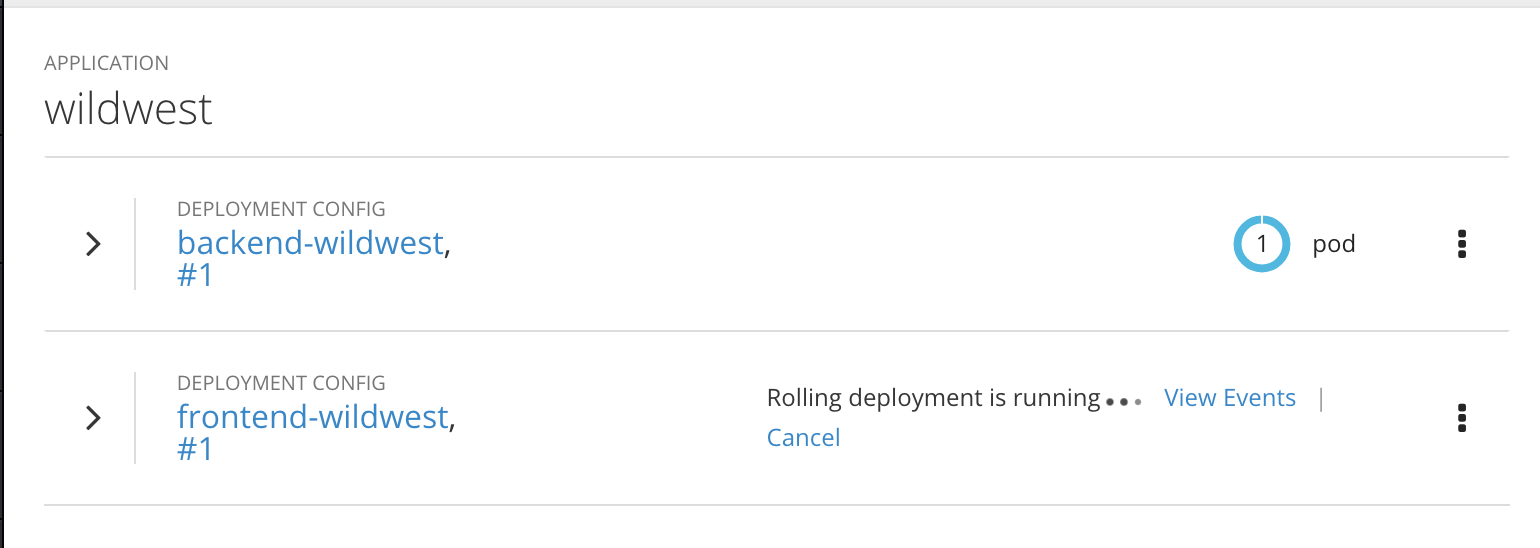 APPLICATION
wildwest
DEPLOYMENT CONFIG
backend-wildwest,
#1
1 pod
DEPLOYMENT CONFIG
frontend-wildwest,
#1
Rolling deployment is running... View Events |
Cancel